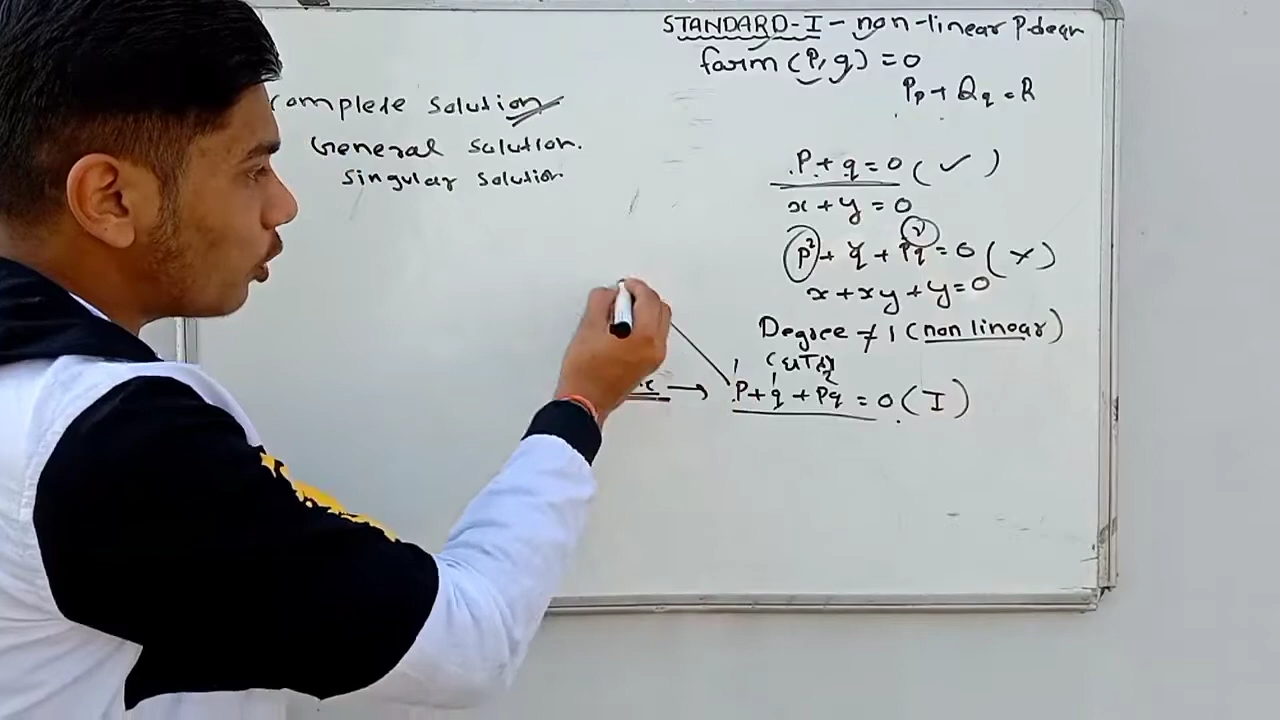 STANDARD-I - non-linear Pdeqn
form (P, q) = 0
Pp + Qq = R
Complete solution
General solution.
Singular solution
P + q = 0 (✓)
x + y = 0
p² + q + Pq = 0 (×)
x + xy + y = 0
Degree ≠ 1 (non linear)
P + q + Pq = 0 (I)